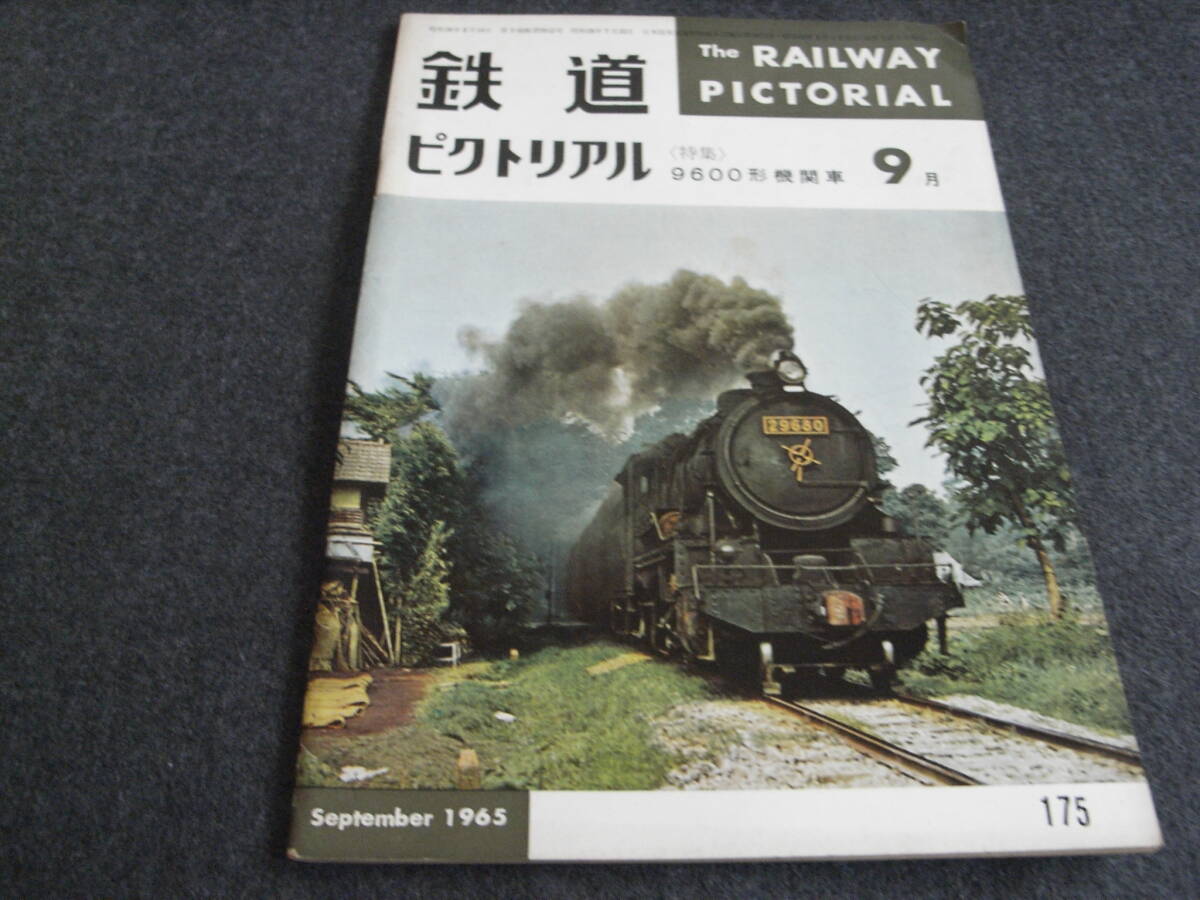 鉄道
ピクトリアル
The RAILWAY
PICTORIAL
〈特集〉
9600形機関車
9月
29680
September 1965
175